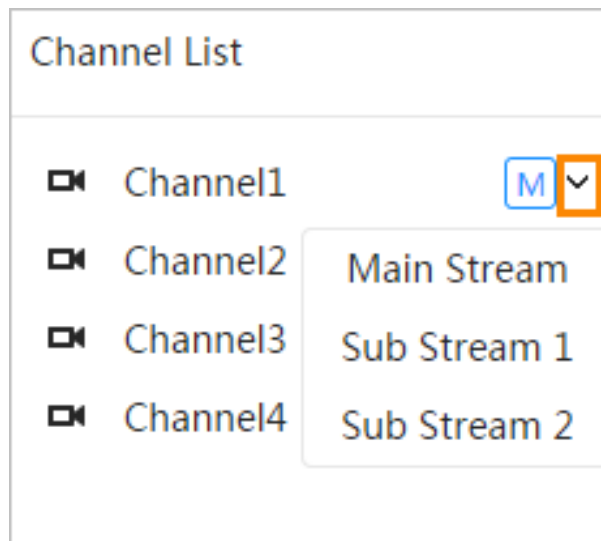 Channel List
Channel1 M
Channel2
Main Stream
Channel3
Sub Stream 1
Channel4
Sub Stream 2